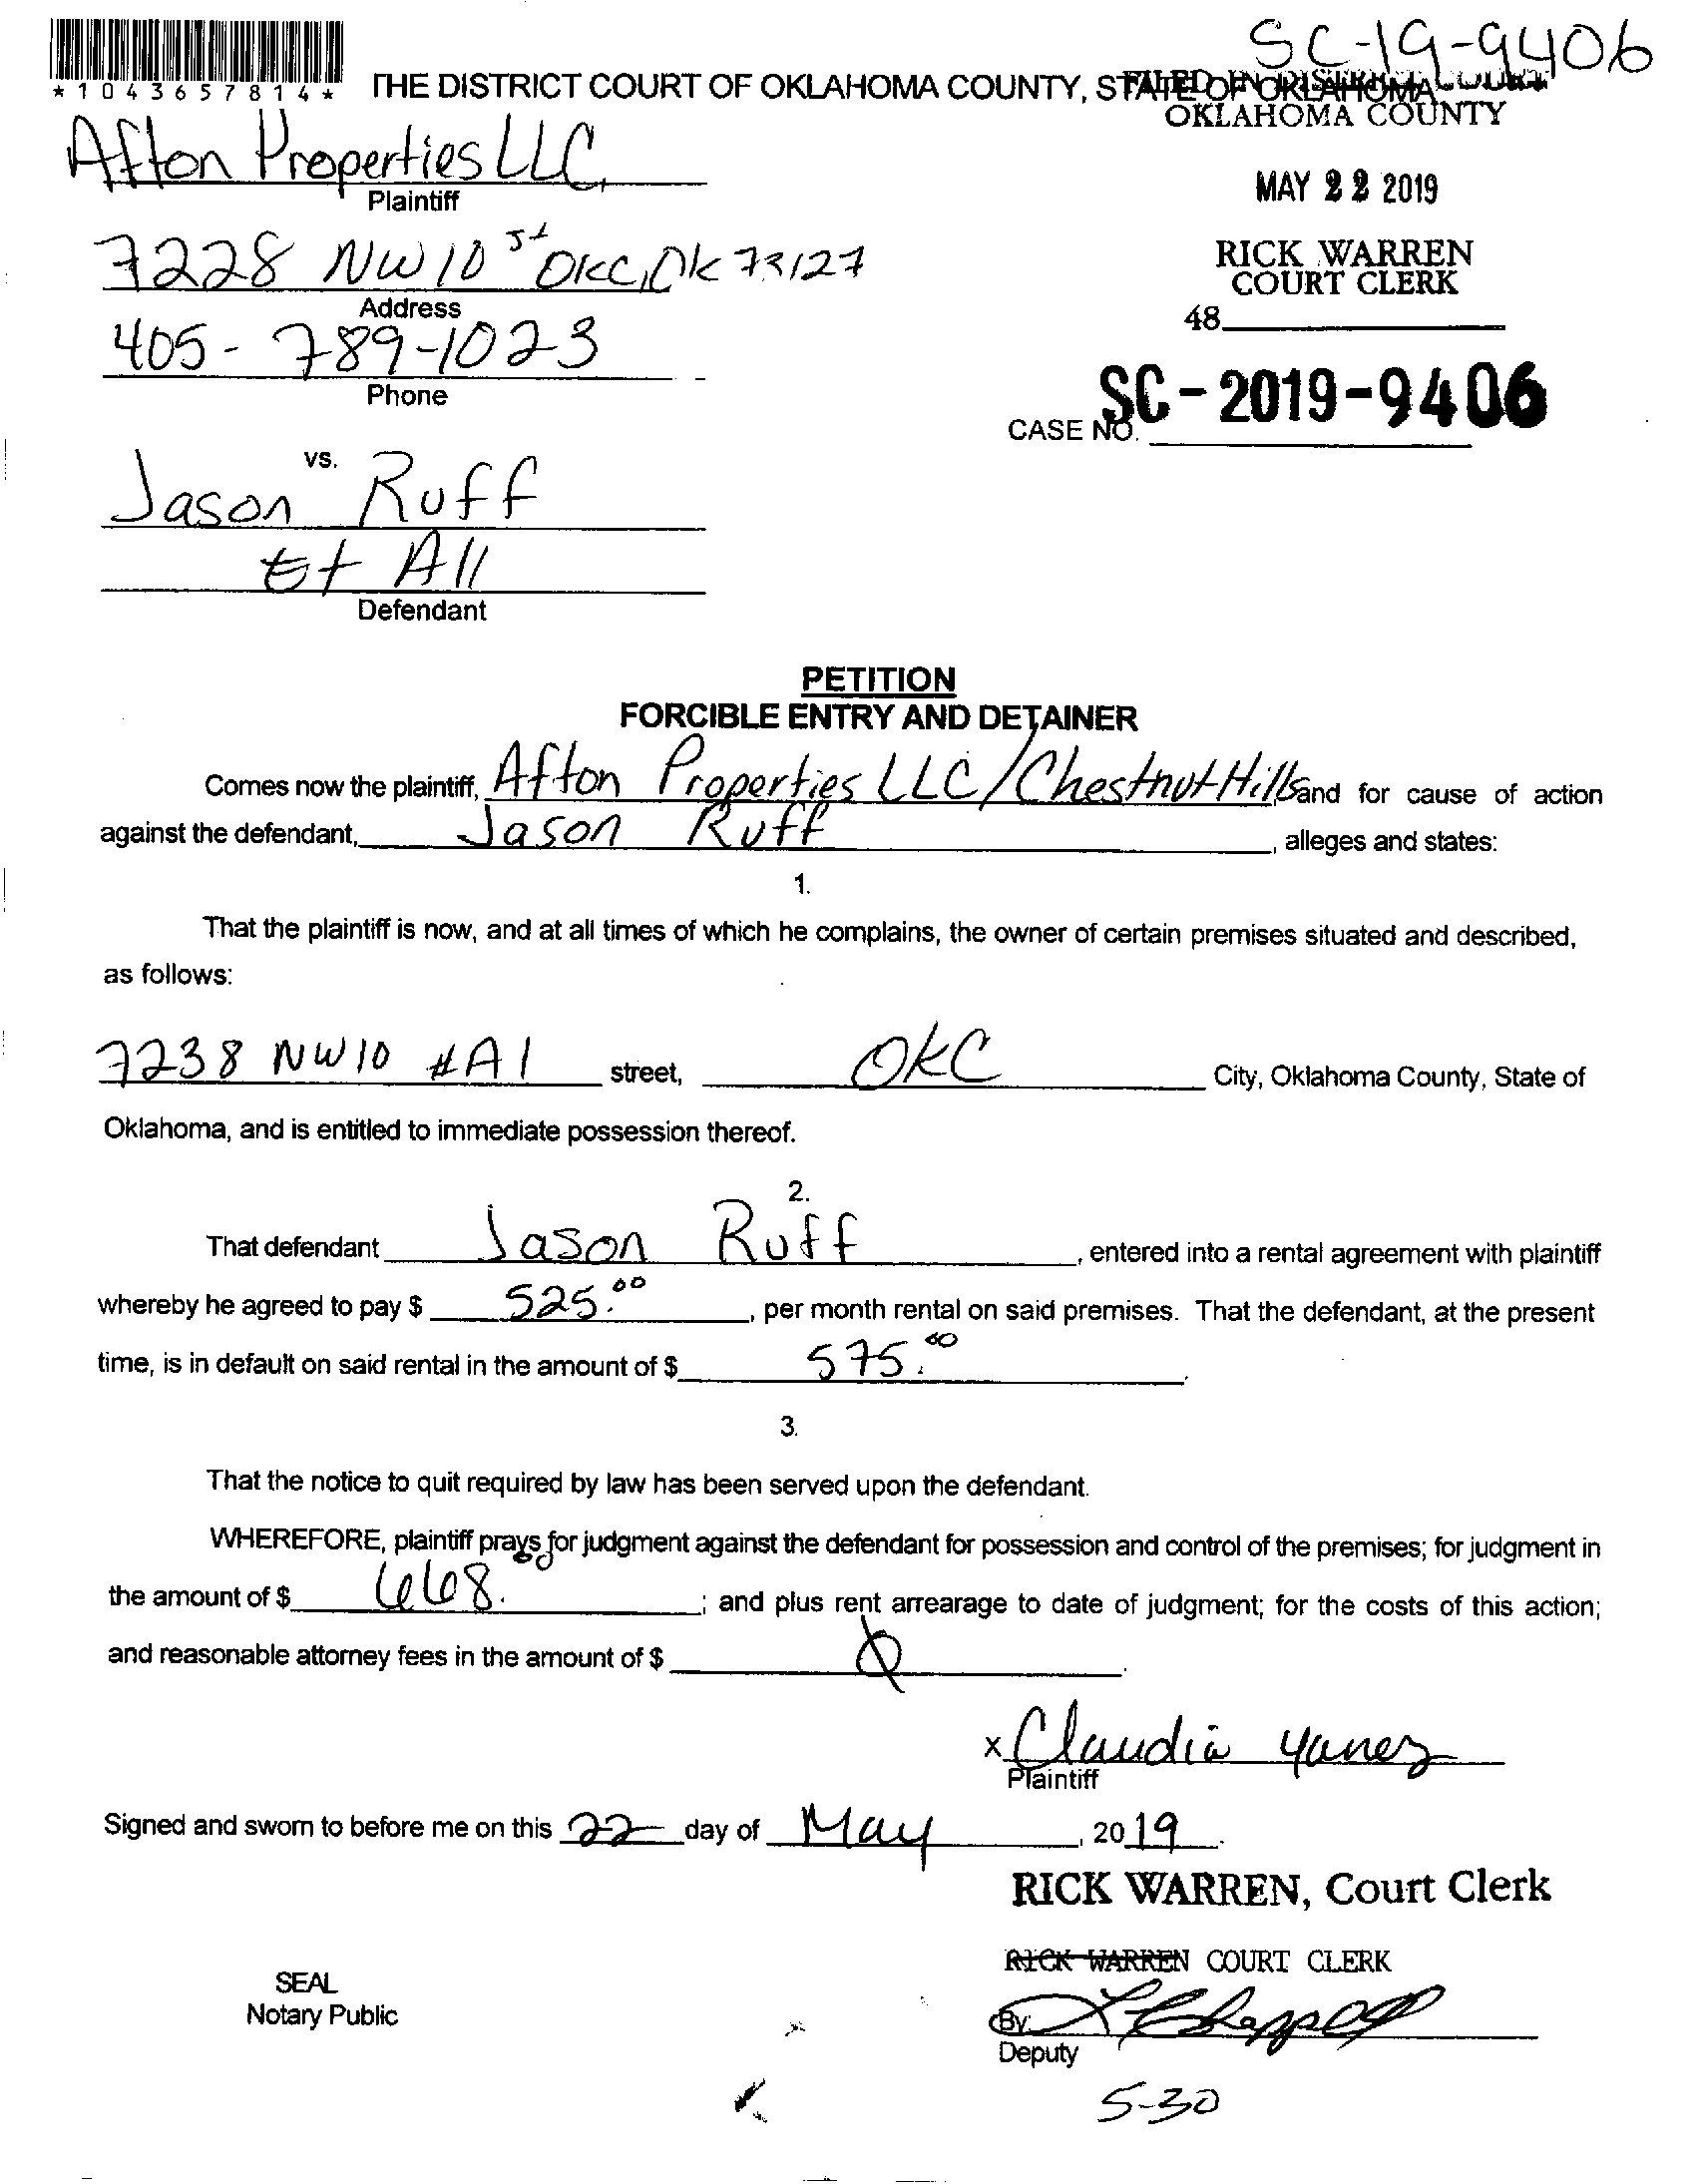 SC-19-9406
*1043657814*
THE DISTRICT COURT OF OKLAHOMA COUNTY, STATE OF OKLAHOMA
FILED IN DISTRICT COURT
OKLAHOMA COUNTY
Afton Properties LLC,
Plaintiff
MAY 22 2019
7228 NW 10 St OKC, Ok 73127
Address
RICK WARREN
COURT CLERK
48
405-789-1023
Phone
CASE NO. SC-2019-9406
vs.
Jason Ruff
Et All
Defendant
PETITION
FORCIBLE ENTRY AND DETAINER
Comes now the plaintiff, Afton Properties LLC/Chestnut Hills and for cause of action
against the defendant, Jason Ruff, alleges and states:
1.
That the plaintiff is now, and at all times of which he complains, the owner of certain premises situated and described,
as follows:
7238 NW10 #A1 street, OKC City, Oklahoma County, State of
Oklahoma, and is entitled to immediate possession thereof.
2.
That defendant Jason Ruff, entered into a rental agreement with plaintiff
whereby he agreed to pay $ 525.00, per month rental on said premises. That the defendant, at the present
time, is in default on said rental in the amount of $ 575.00.
3.
That the notice to quit required by law has been served upon the defendant.
WHEREFORE, plaintiff prays for judgment against the defendant for possession and control of the premises; for judgment in
the amount of $ 668.00; and plus rent arrearage to date of judgment; for the costs of this action;
and reasonable attorney fees in the amount of $ 0.
x Claudia Yanez
Plaintiff
Signed and sworn to before me on this 22 day of May, 2019.
RICK WARREN, Court Clerk
RICK WARREN COURT CLERK
SEAL
Notary Public
By:
Deputy
5-30